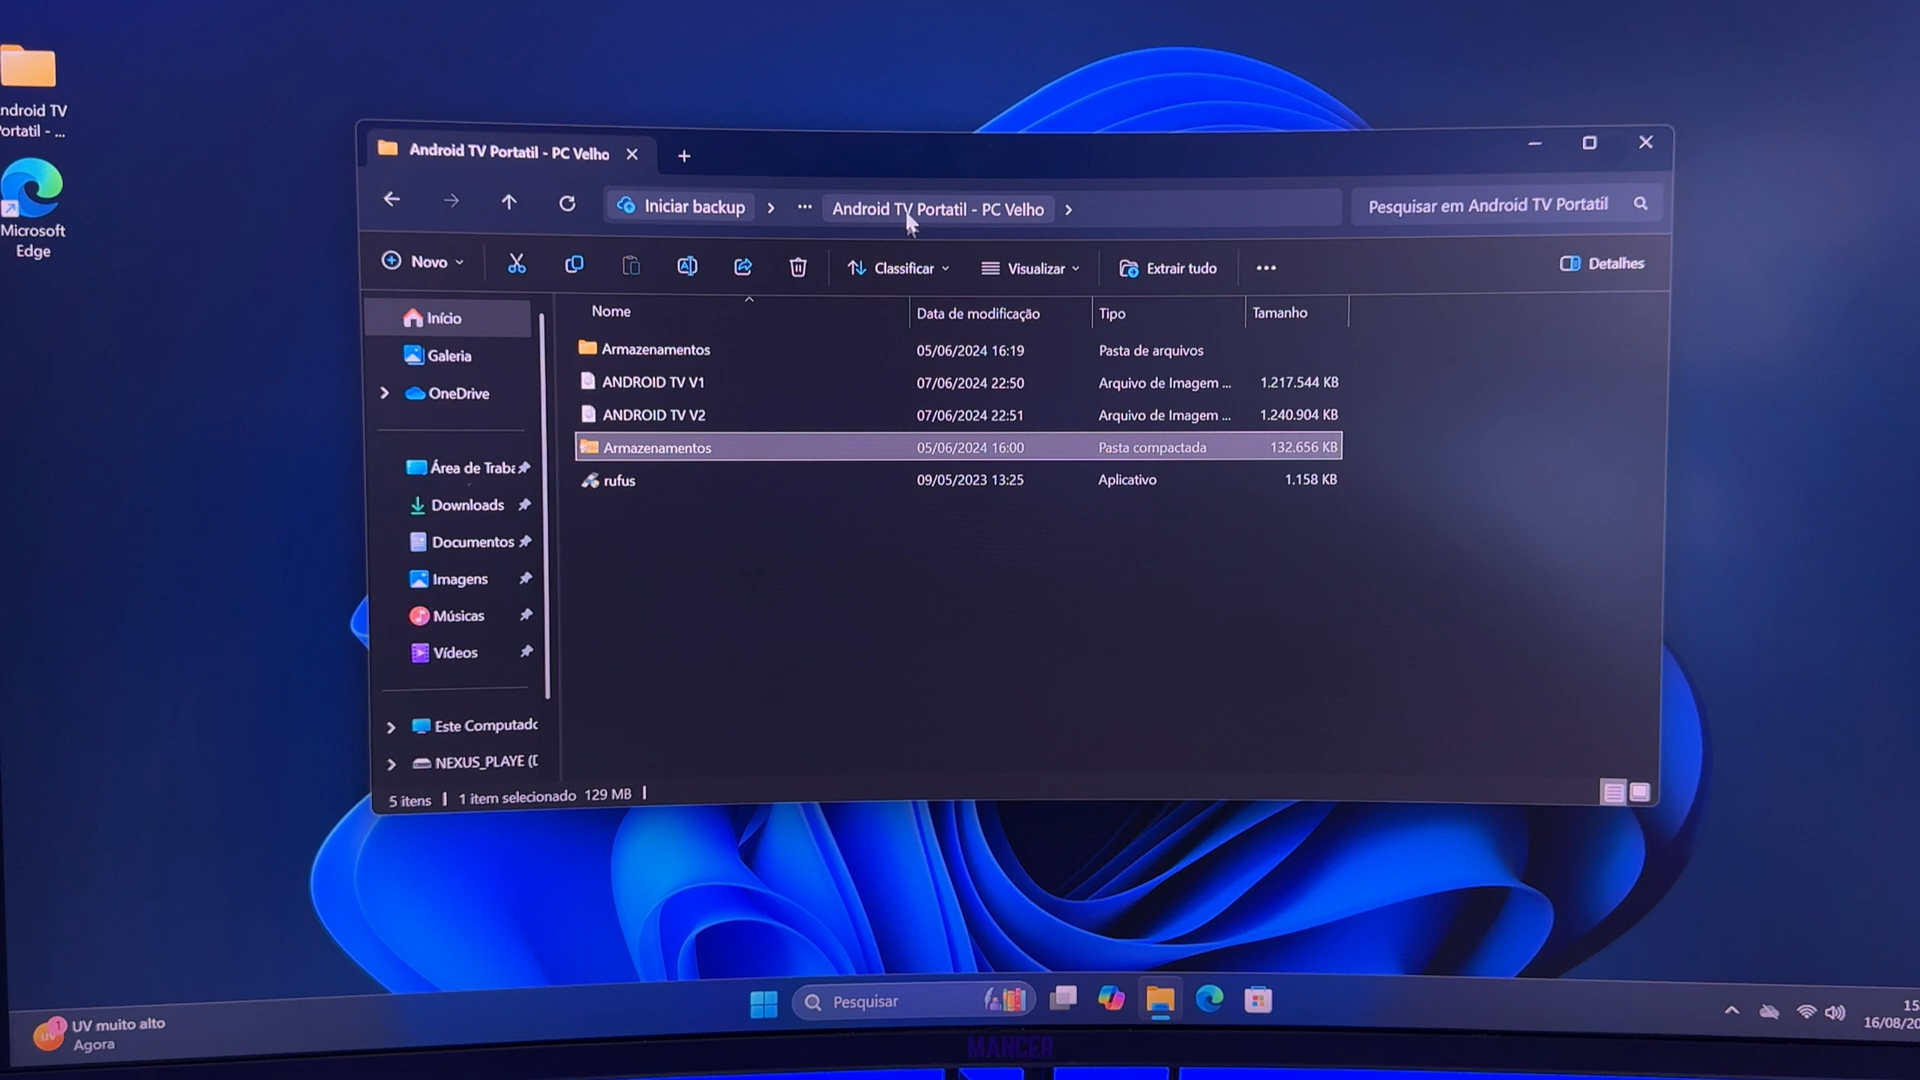 ndroid TV
ortatil - ...
Microsoft
Edge
Android TV Portatil - PC Velho
Iniciar backup
Android TV Portatil - PC Velho
Pesquisar em Android TV Portatil
Novo
Classificar
Visualizar
Extrair tudo
Detalhes
Nome
Data de modificação
Tipo
Tamanho
Armazenamentos
05/06/2024 16:19
Pasta de arquivos
ANDROID TV V1
07/06/2024 22:50
Arquivo de Imagem ...
1.217.544 KB
ANDROID TV V2
07/06/2024 22:51
Arquivo de Imagem ...
1.240.904 KB
Armazenamentos
05/06/2024 16:00
Pasta compactada
132.656 KB
rufus
09/05/2023 13:25
Aplicativo
1.158 KB
Início
Galeria
OneDrive
Área de Traba
Downloads
Documentos
Imagens
Músicas
Vídeos
Este Computado
NEXUS_PLAYE (D
5 itens
1 item selecionado 129 MB
Pesquisar
UV
1
UV muito alto
Agora
15
16/08/20
MANCER